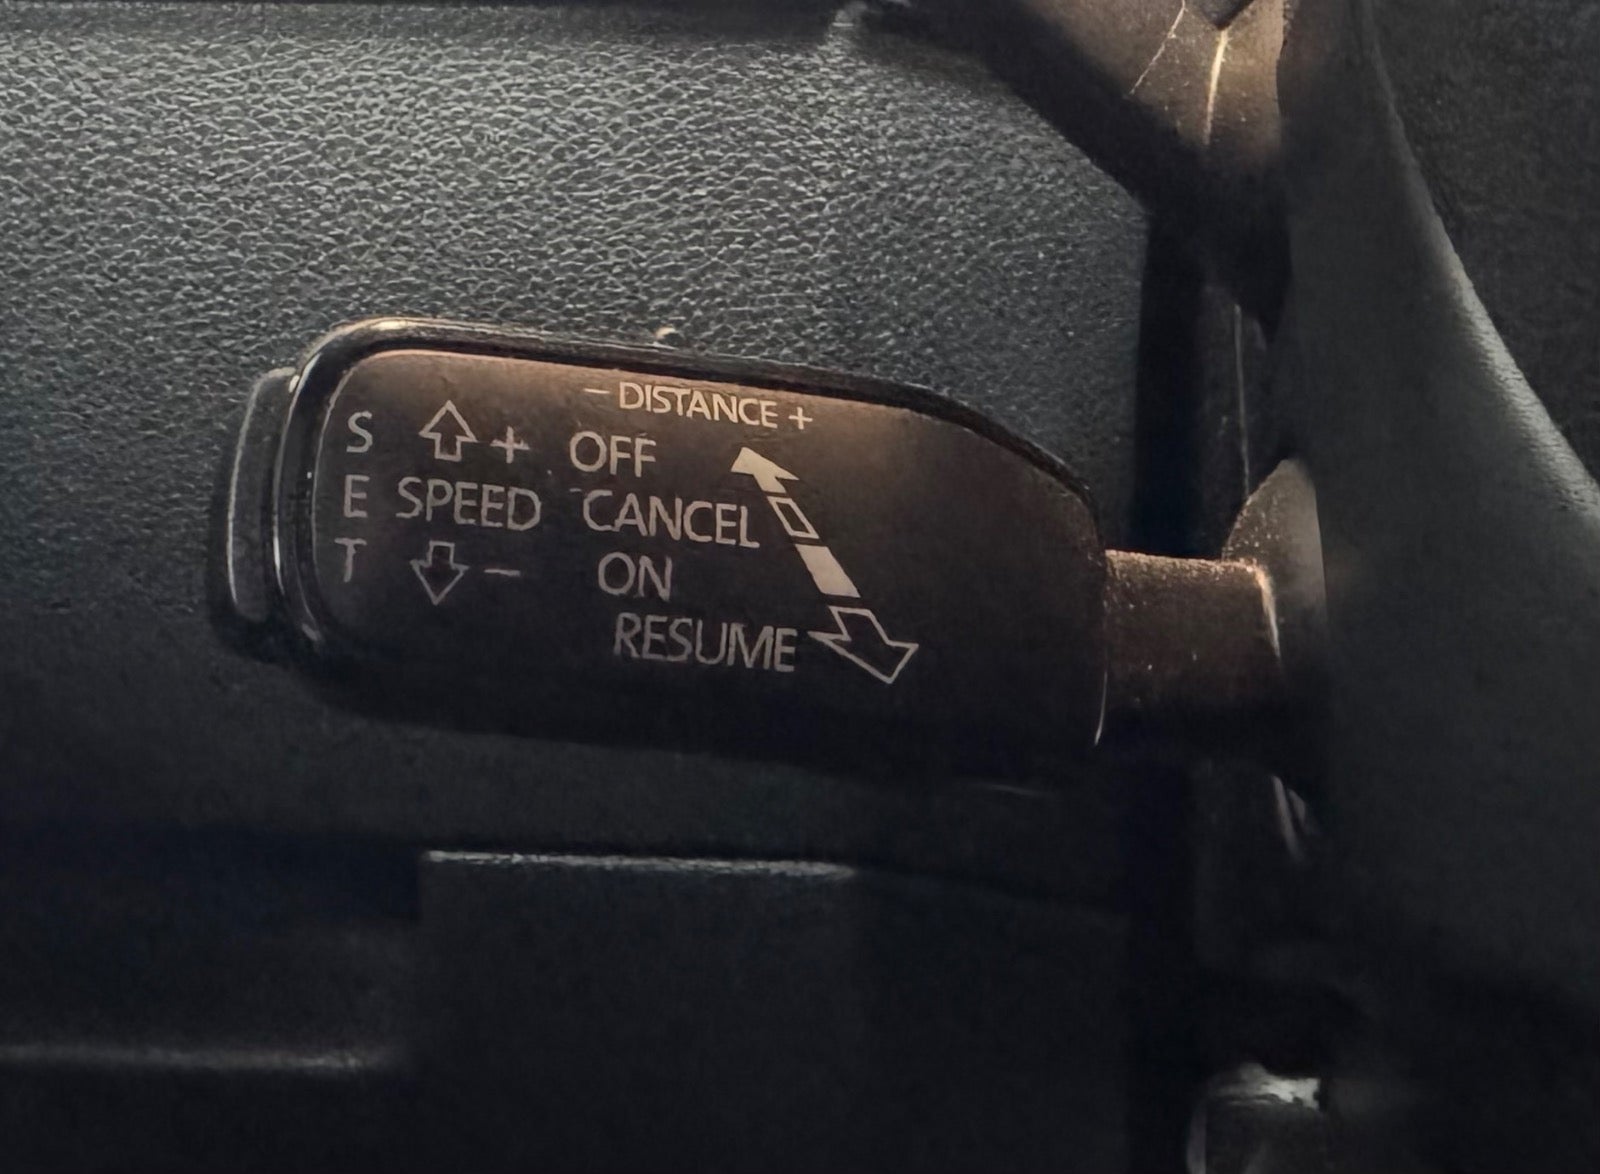 - DISTANCE +
S + OFF
E SPEED CANCEL
T - ON
RESUME